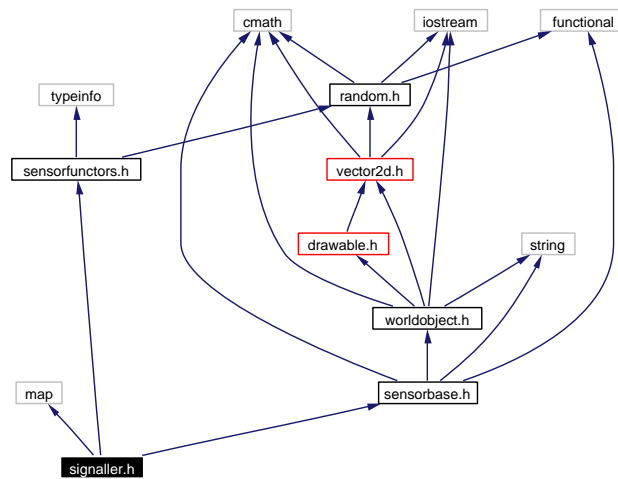 cmath
iostream
functional
typeinfo
random.h
sensorfunctors.h
vector2d.h
drawable.h
string
worldobject.h
map
sensorbase.h
signaller.h